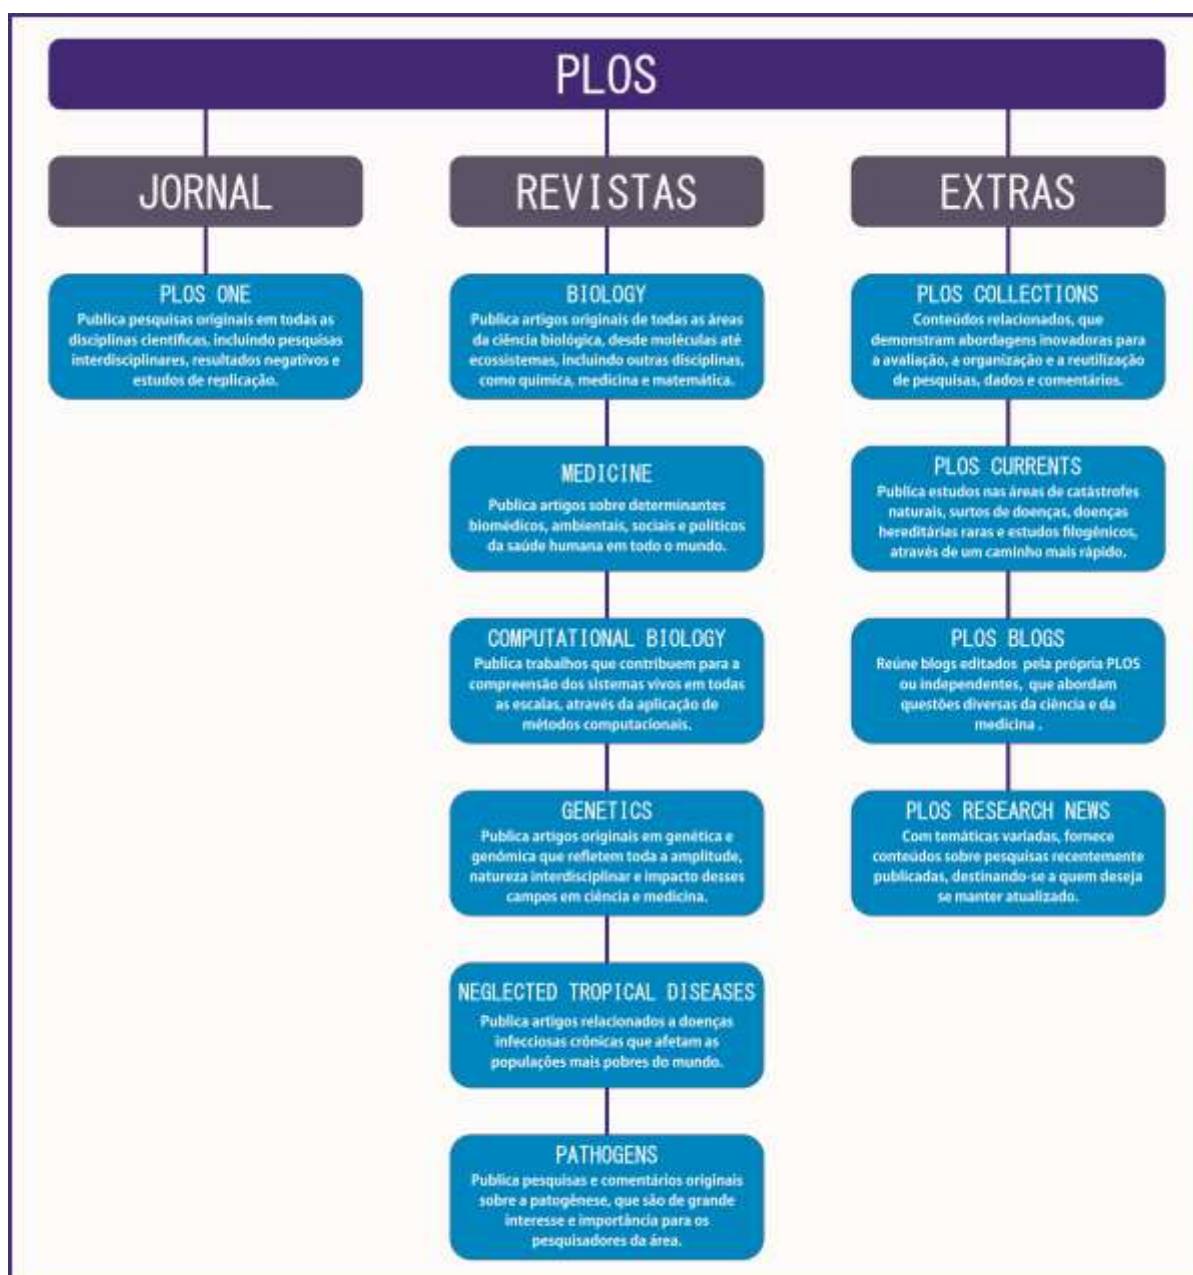 PLOS
JORNAL
PLOS ONE
Publica pesquisas originais em todas as
disciplinas científicas, incluindo pesquisas
interdisciplinares, resultados negativos e
estudos de replicação.
REVISTAS
BIOLOGY
Publica artigos originais de todas as áreas
da ciência biológica, desde moléculas até
ecossistemas, incluindo outras disciplinas,
como química, medicina e matemática.
MEDICINE
Publica artigos sobre determinantes
biomédicos, ambientais, sociais e políticos
da saúde humana em todo o mundo.
COMPUTATIONAL BIOLOGY
Publica trabalhos que contribuem para a
compreensão dos sistemas vivos em todas
as escalas, através da aplicação de
métodos computacionais.
GENETICS
Publica artigos originais em genética e
genômica que refletem toda a amplitude,
natureza interdisciplinar e impacto desses
campos em ciência e medicina.
NEGLECTED TROPICAL DISEASES
Publica artigos relacionados a doenças
infecciosas crônicas que afetam as
populações mais pobres do mundo.
PATHOGENS
Publica pesquisas e comentários originais
sobre a patogênese, que são de grande
interesse e importância para os
pesquisadores da área.
EXTRAS
PLOS COLLECTIONS
Conteúdos relacionados, que
demonstram abordagens inovadoras para
a avaliação, a organização e a reutilização
de pesquisas, dados e comentários.
PLOS CURRENTS
Publica estudos nas áreas de catástrofes
naturais, surtos de doenças, doenças
hereditárias raras e estudos filogênicos,
através de um caminho mais rápido.
PLOS BLOGS
Reúne blogs editados pela própria PLOS
ou independentes, que abordam
questões diversas da ciência e da
medicina .
PLOS RESEARCH NEWS
Com temáticas variadas, fornece
conteúdos sobre pesquisas recentemente
publicadas, destinando-se a quem deseja
se manter atualizado.